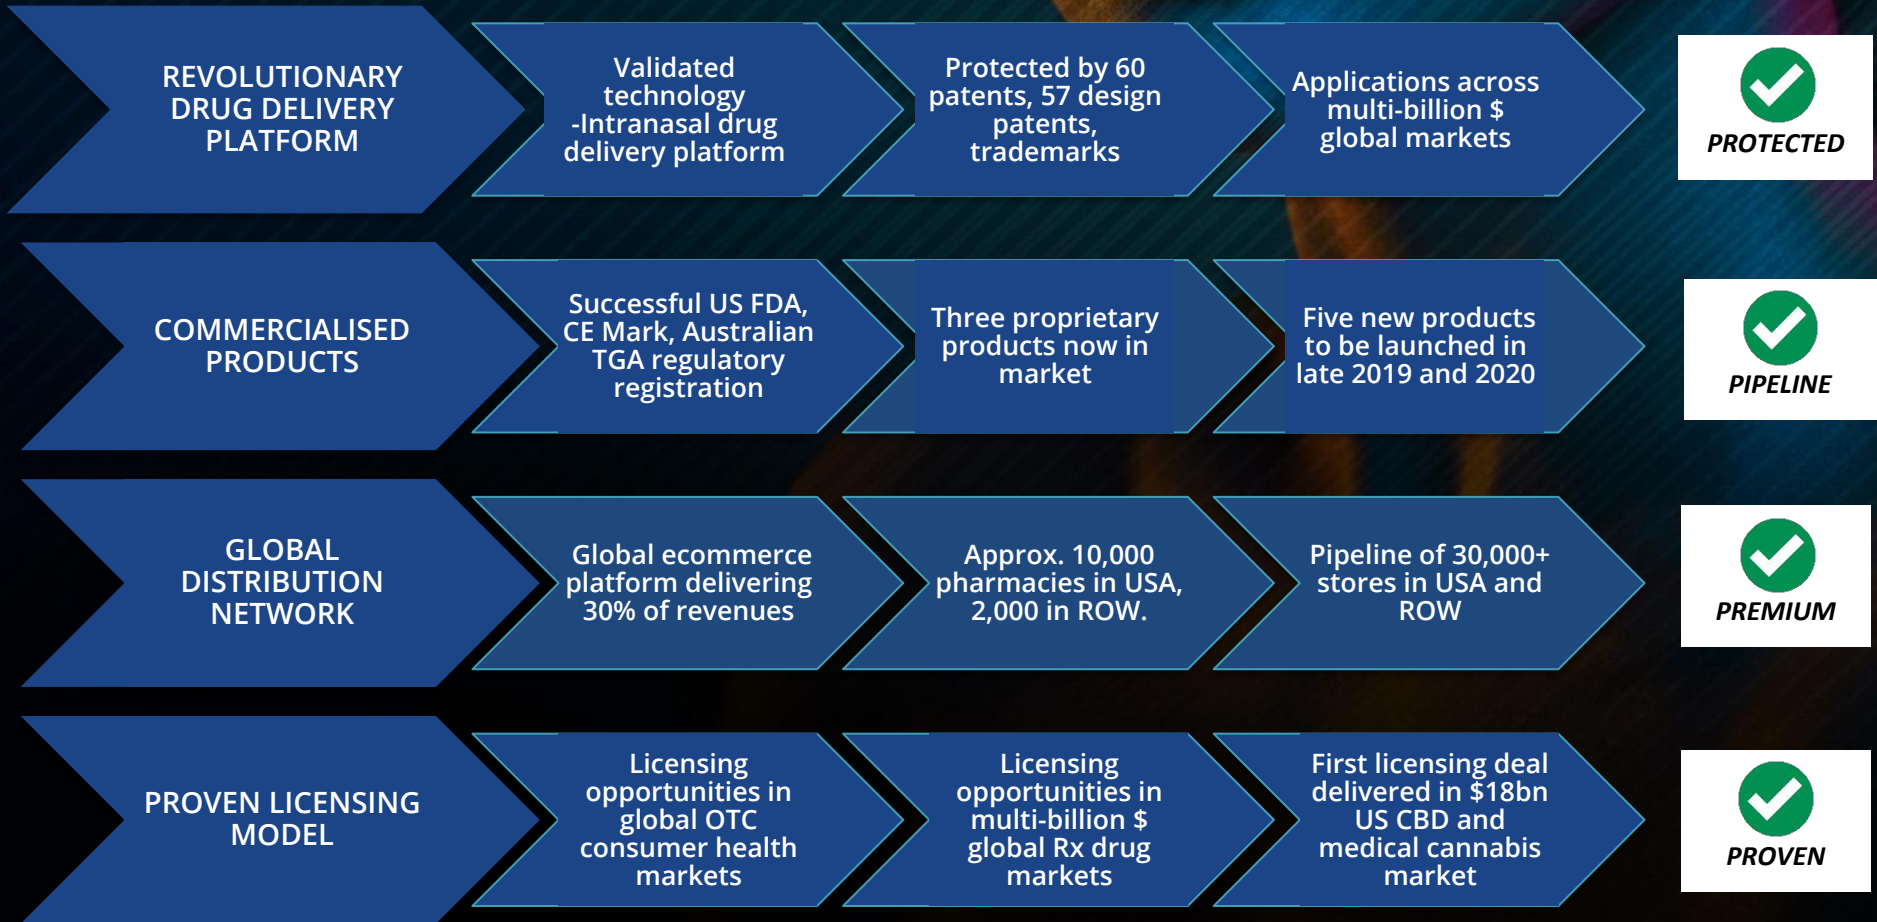 REVOLUTIONARY
DRUG DELIVERY
PLATFORM
Validated
technology
-Intranasal drug
delivery platform
Protected by 60
patents, 57 design
patents,
trademarks
Applications across
multi-billion $
global markets
PROTECTED
COMMERCIALISED
PRODUCTS
Successful US FDA,
CE Mark, Australian
TGA regulatory
registration
Three proprietary
products now in
market
Five new products
to be launched in
late 2019 and 2020
PIPELINE
GLOBAL
DISTRIBUTION
NETWORK
Global ecommerce
platform delivering
30% of revenues
Approx. 10,000
pharmacies in USA,
2,000 in ROW.
Pipeline of 30,000+
stores in USA and
ROW
PREMIUM
PROVEN LICENSING
MODEL
Licensing
opportunities in
global OTC
consumer health
markets
Licensing
opportunities in
multi-billion $
global Rx drug
markets
First licensing deal
delivered in $18bn
US CBD and
medical cannabis
market
PROVEN